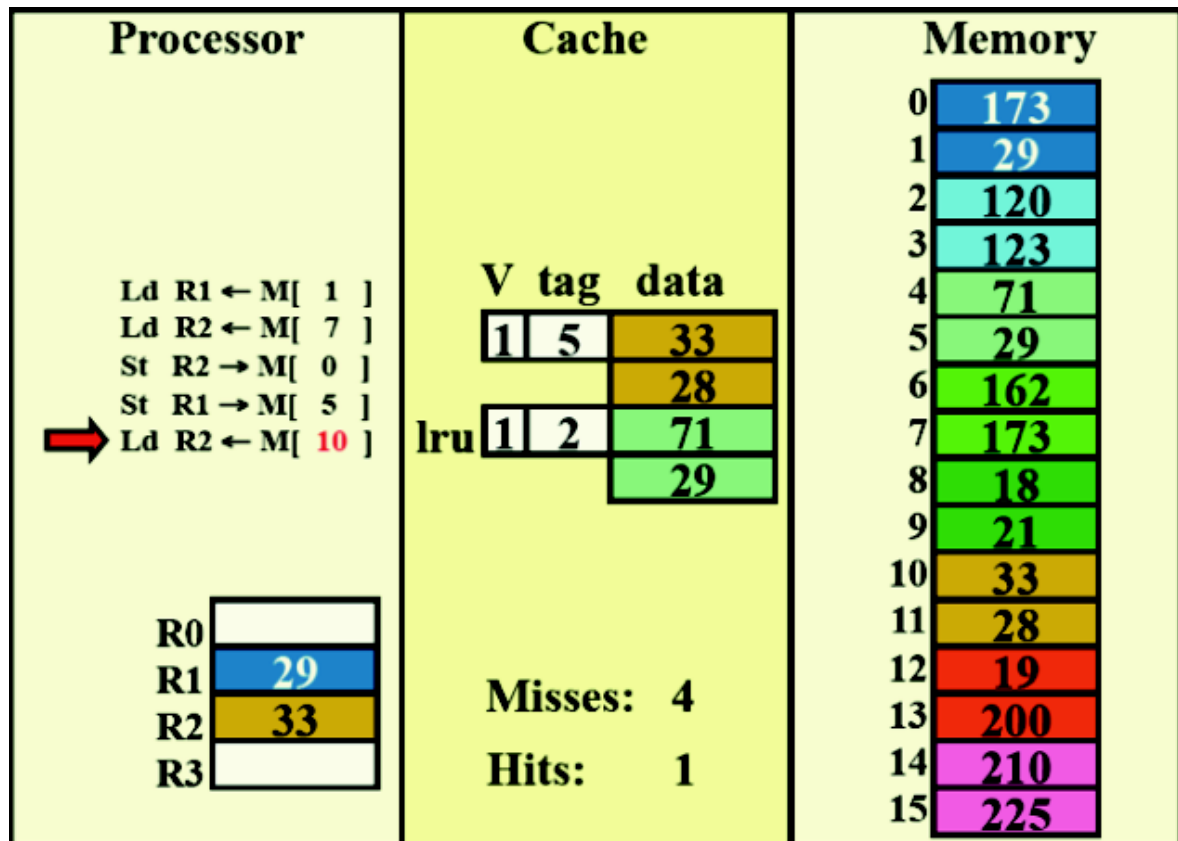 Processor
Ld R1 ← M[ 1 ]
Ld R2 ← M[ 7 ]
St R2 → M[ 0 ]
St R1 → M[ 5 ]
Ld R2 ← M[ 10 ]
R0
R1 29
R2 33
R3
Cache
V tag data
1 5 33
28
lru 1 2 71
29
Misses: 4
Hits: 1
Memory
0 173
1 29
2 120
3 123
4 71
5 29
6 162
7 173
8 18
9 21
10 33
11 28
12 19
13 200
14 210
15 225